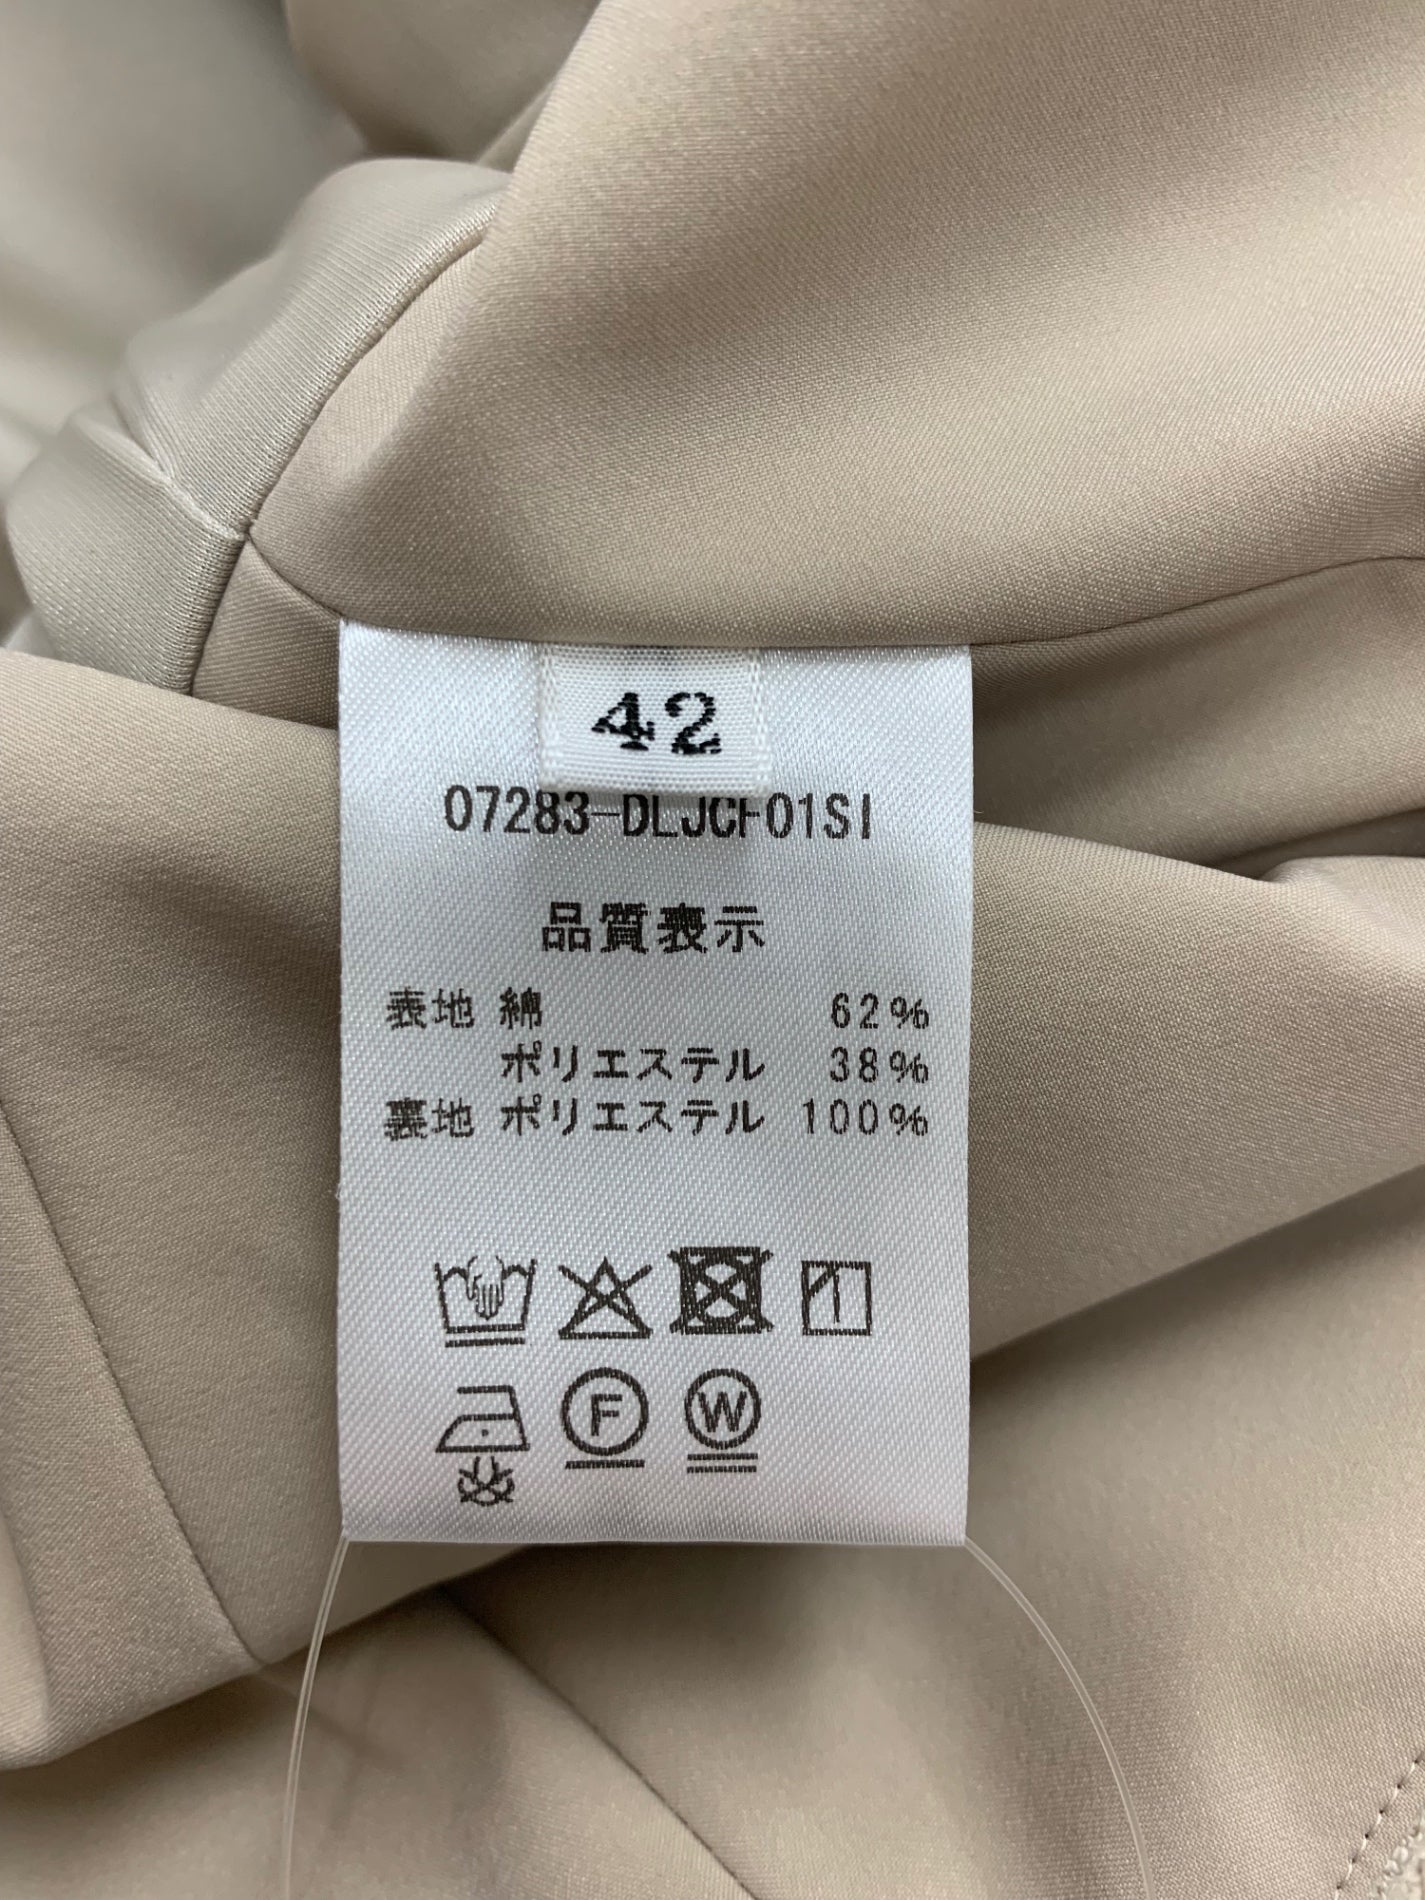 42
07283-DLJCF01SI
品質表示
表地 綿 62%
ポリエステル 38%
裏地 ポリエステル 100%
F W